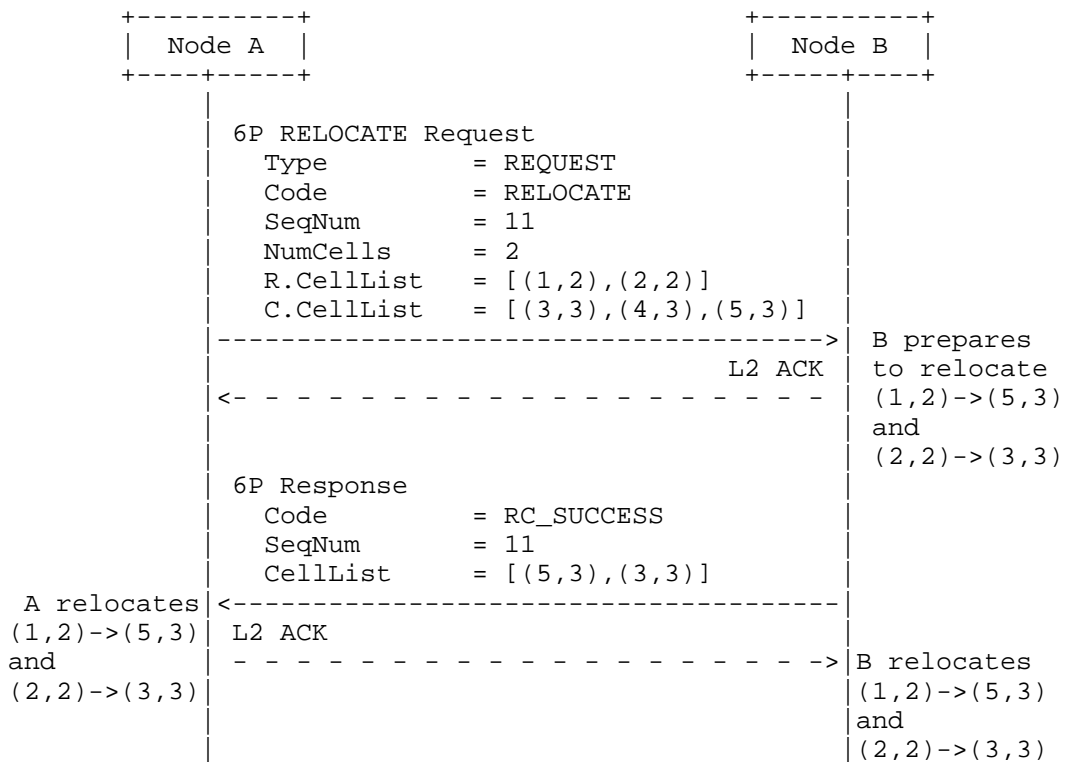 Node A Node B
6P RELOCATE Request
Type = REQUEST
Code = RELOCATE
SeqNum = 11
NumCells = 2
R.CellList = [(1,2),(2,2)]
C.CellList = [(3,3),(4,3),(5,3)]
B prepares
L2 ACK to relocate
(1,2)->(5,3)
and
(2,2)->(3,3)
6P Response
Code = RC_SUCCESS
SeqNum = 11
CellList = [(5,3),(3,3)]
A relocates
(1,2)->(5,3) L2 ACK
and B relocates
(2,2)->(3,3) (1,2)->(5,3)
and
(2,2)->(3,3)